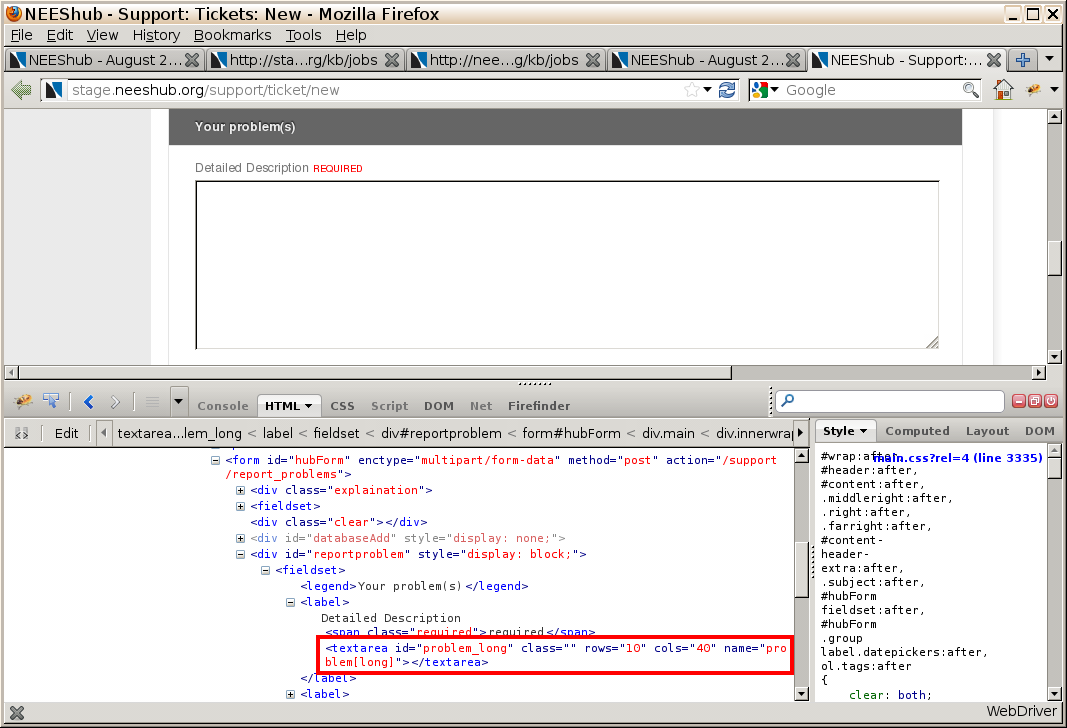 NEEShub - Support: Tickets: New - Mozilla Firefox
File Edit View History Bookmarks Tools Help
NEEShub - August 2... http://sta...rg/kb/jobs http://nee...g/kb/jobs NEEShub - August 2... NEEShub - Support:...
stage.neeshub.org/support/ticket/new Google
Your problem(s)
Detailed Description REQUIRED
Console HTML CSS Script DOM Net Firefinder
Edit textarea...lem_long < label < fieldset < div#reportproblem < form#hubForm < div.main < div.innerwrap
Style Computed Layout DOM
<form id="hubForm" enctype="multipart/form-data" method="post" action="/support
/report_problems">
<div class="explaination">
<fieldset>
<div class="clear"></div>
<div id="databaseAdd" style="display: none;">
<div id="reportproblem" style="display: block;">
<fieldset>
<legend>Your problem(s)</legend>
<label>
Detailed Description
<span class="required">required</span>
<textarea id="problem_long" class="" rows="10" cols="40" name="pro
blem[long]"></textarea>
</label>
<label>
#wrap:after, main.css?rel=4 (line 3335)
#header:after,
#content:after,
.middleright:after,
.right:after,
.farright:after,
#content-
header-
extra:after,
.subject:after,
#hubForm
fieldset:after,
#hubForm
.group
label.datepickers:after,
ol.tags:after
{
clear: both;
WebDriver